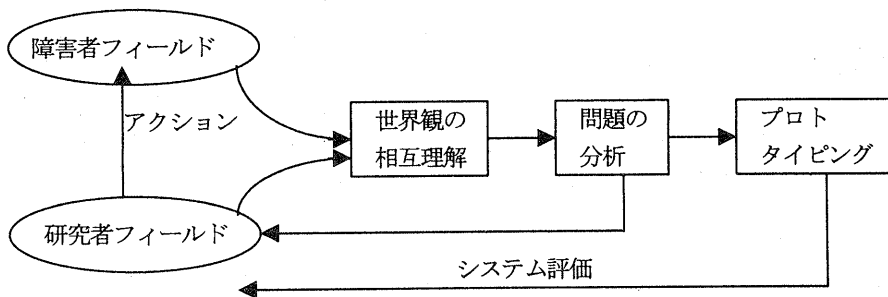 障害者フィールド
アクション
世界観の
相互理解
問題の
分析
プロト
タイピング
研究者フィールド
システム評価